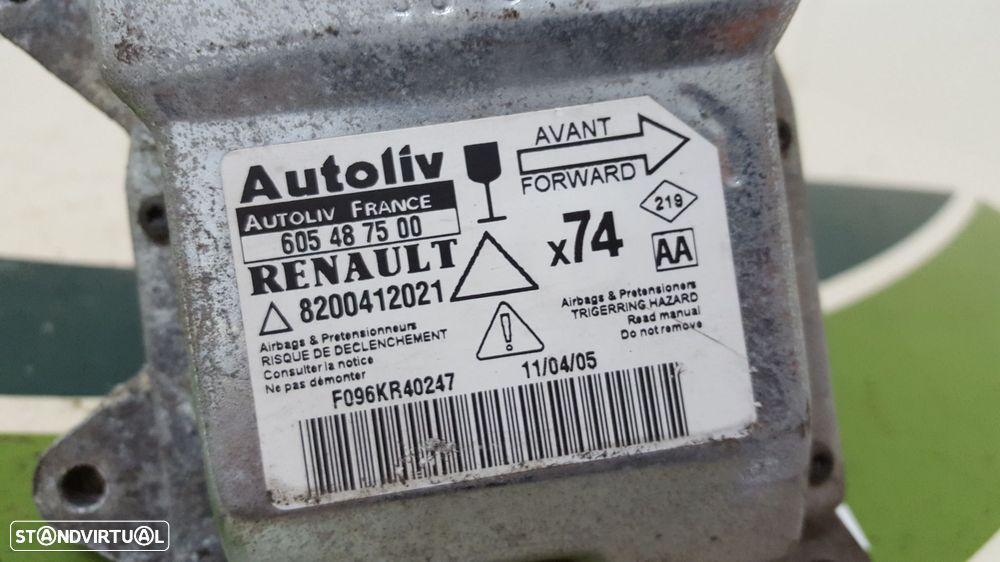 Autoliv
AUTOLIV FRANCE
605 48 75 00
RENAULT
8200412021
Airbags & Pretensionneurs
RISQUE DE DECLENCHEMENT
Consulter la notice
Ne pas démonter
AVANT
FORWARD
219
x74
AA
Airbags & Pretensioners
TRIGERRING HAZARD
Read manual
Do not remove
F096KR40247
11/04/05
STANDVIRTUAL